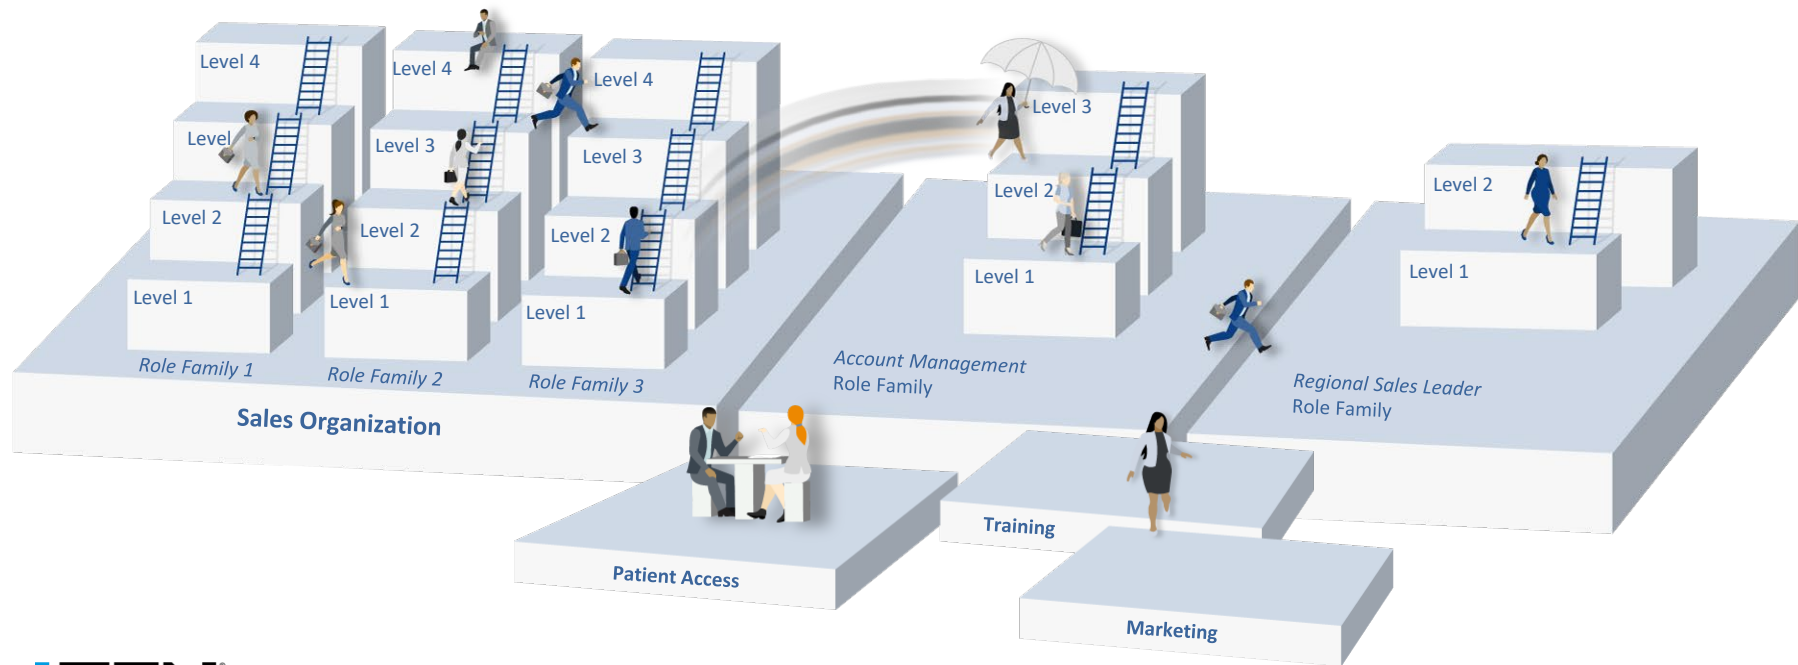 Level 4
Level 4
Level 4
Level 3
Level
Level 3
Level 3
Level 2
Level 2
Level 2
Level 2
Level 2
Level 1
Level 1
Level 1
Level 1
Level 1
Role Family 1
Role Family 2
Role Family 3
Account Management
Role Family
Regional Sales Leader
Role Family
Sales Organization
Training
Patient Access
Marketing